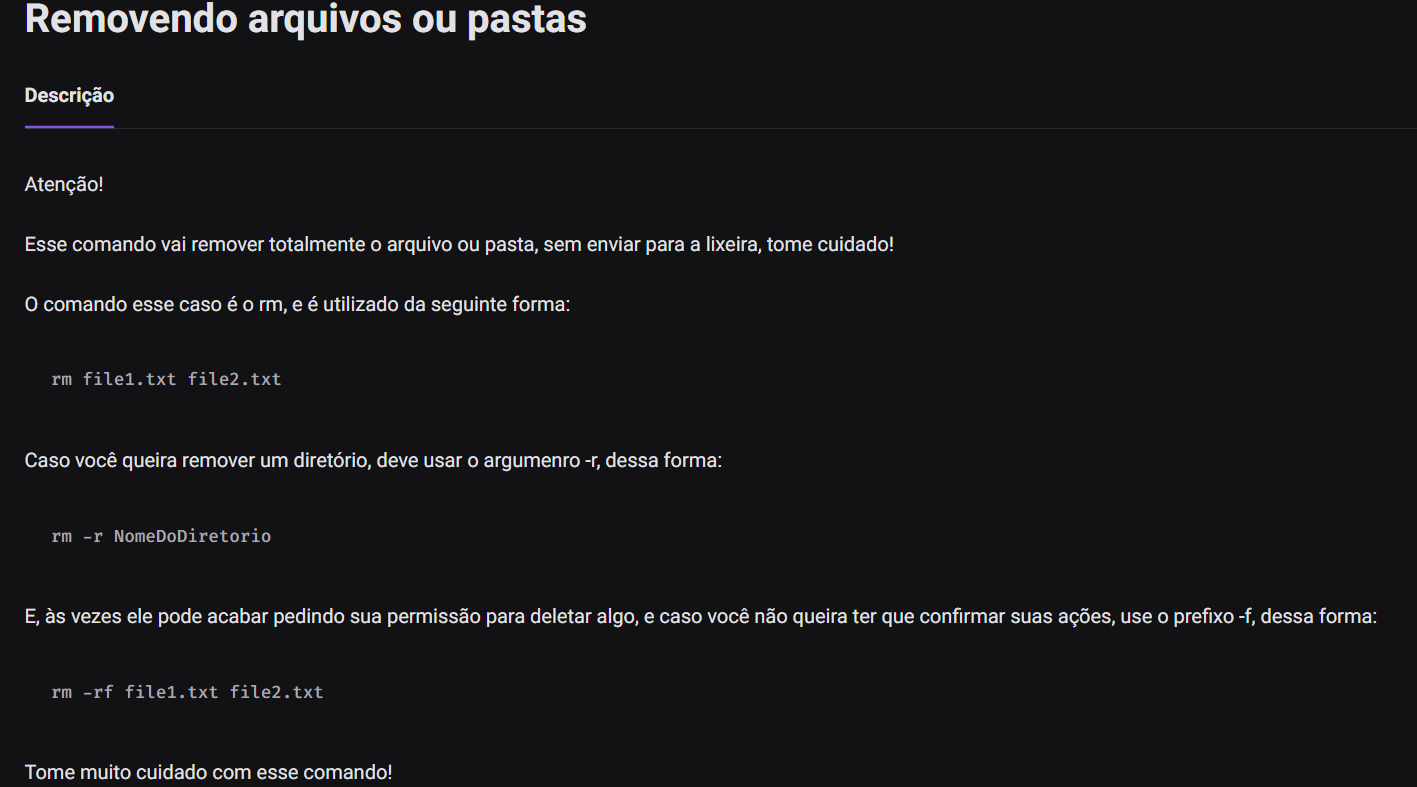 Removendo arquivos ou pastas
Descrição
Atenção!
Esse comando vai remover totalmente o arquivo ou pasta, sem enviar para a lixeira, tome cuidado!
O comando esse caso é o rm, e é utilizado da seguinte forma:
rm file1.txt file2.txt
Caso você queira remover um diretório, deve usar o argumenro -r, dessa forma:
rm -r NomeDoDiretorio
E, às vezes ele pode acabar pedindo sua permissão para deletar algo, e caso você não queira ter que confirmar suas ações, use o prefixo -f, dessa forma:
rm -rf file1.txt file2.txt
Tome muito cuidado com esse comando!